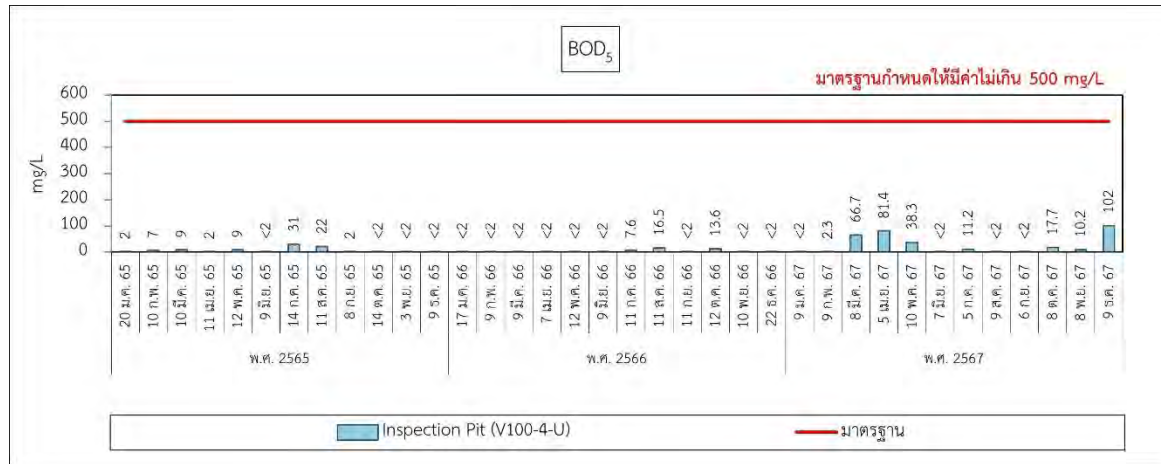 BOD5
มาตรฐานกำหนดให้มีค่าไม่เกิน 500 mg/L
mg/L
600
500
400
300
200
100
0
2 7 9 2 9 <2 31 22 2 <2 <2 <2 <2 <2 <2 <2 <2 <2 7.6 16.5 <2 13.6 <2 <2 <2 2.3 66.7 81.4 38.3 <2 11.2 <2 <2 17.7 10.2 102
20 ม.ค. 65
10 ก.พ. 65
10 มี.ค. 65
11 เม.ย. 65
12 พ.ค. 65
9 มิ.ย. 65
14 ก.ค. 65
11 ส.ค. 65
8 ก.ย. 65
14 ต.ค. 65
3 พ.ย. 65
9 ธ.ค. 65
17 ม.ค. 66
9 ก.พ. 66
9 มี.ค. 66
7 เม.ย. 66
12 พ.ค. 66
9 มิ.ย. 66
11 ก.ค. 66
11 ส.ค. 66
11 ก.ย. 66
12 ต.ค. 66
10 พ.ย. 66
22 ธ.ค. 66
9 ม.ค. 67
9 ก.พ. 67
8 มี.ค. 67
5 เม.ย. 67
10 พ.ค. 67
7 มิ.ย. 67
5 ก.ค. 67
9 ส.ค. 67
6 ก.ย. 67
8 ต.ค. 67
8 พ.ย. 67
9 ธ.ค. 67
พ.ศ. 2565 พ.ศ. 2566 พ.ศ. 2567
Inspection Pit (V100-4-U) มาตรฐาน